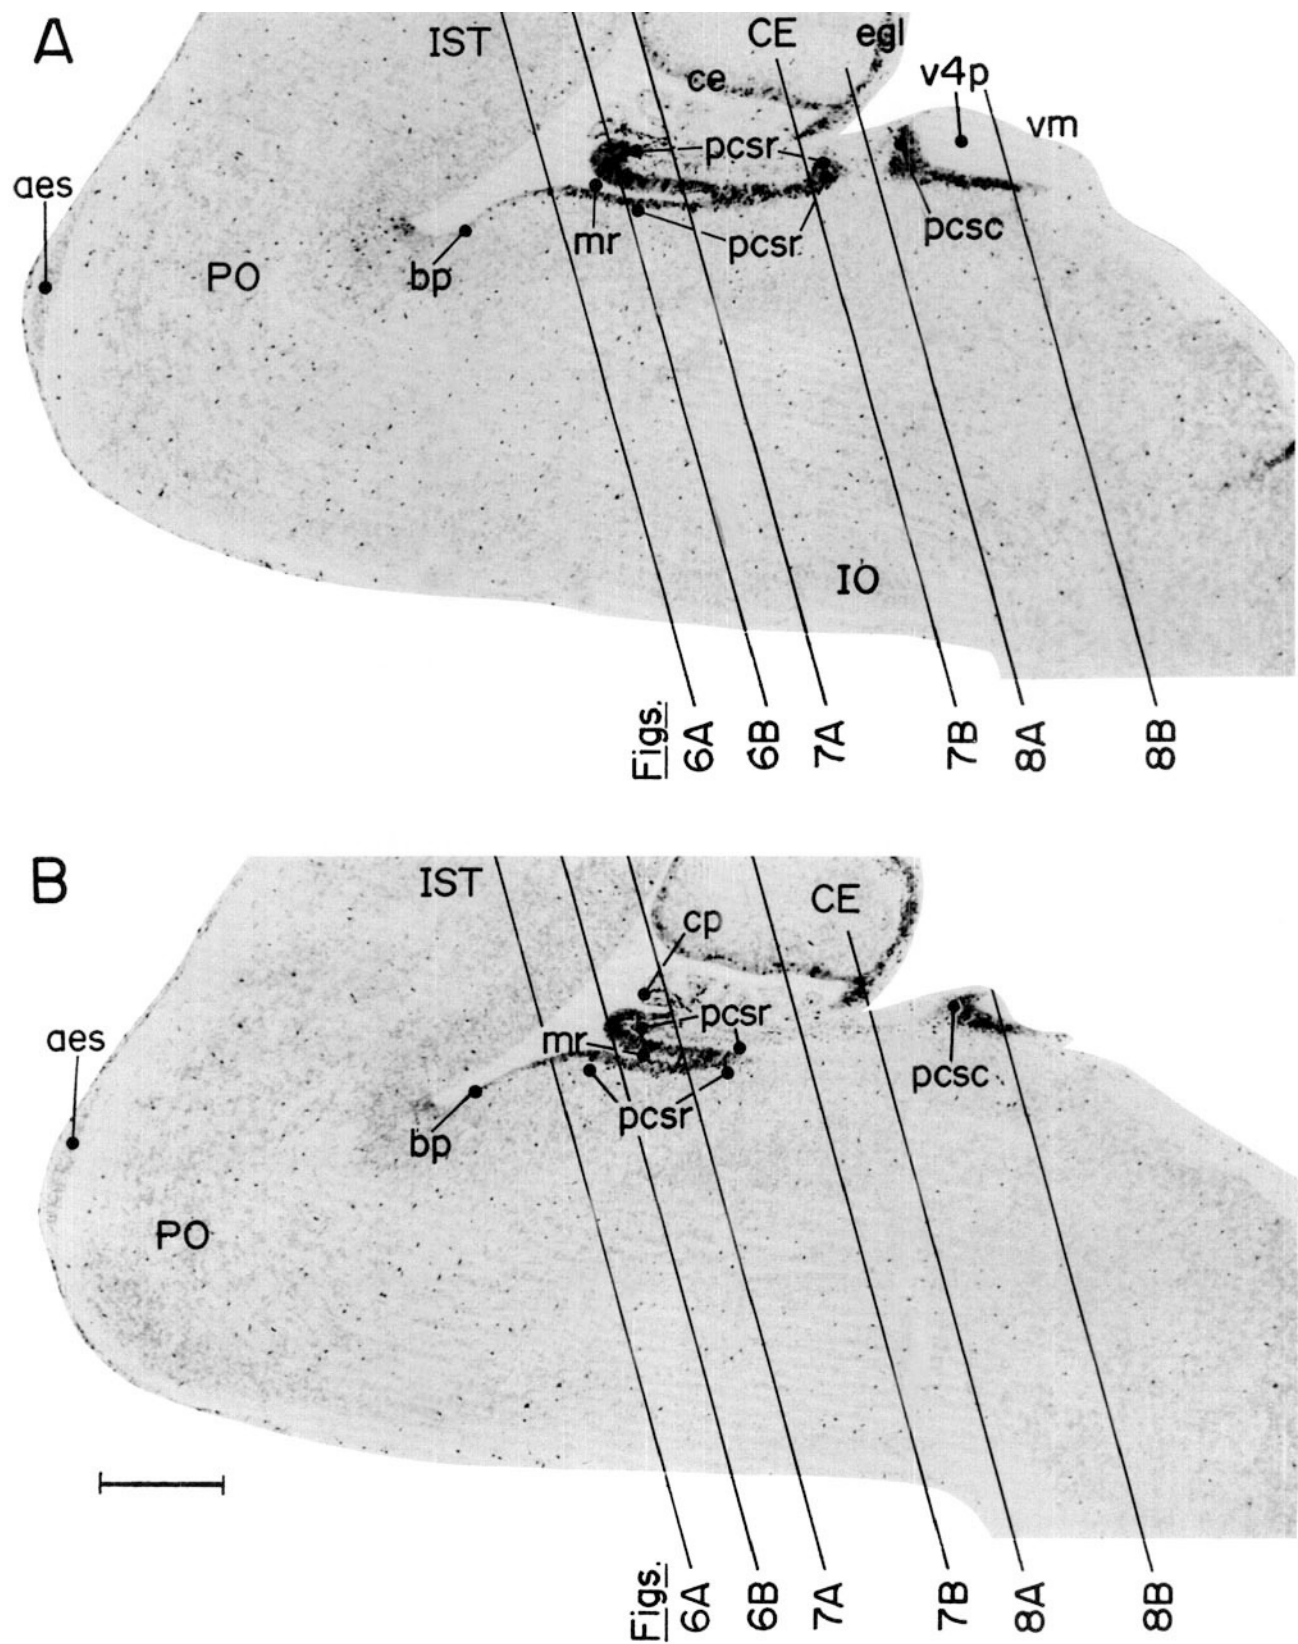 A
IST
CE
egl
ce
v4p
vm
pcsr
aes
mr
pcsr
pcsc
PO
bp
IO
Figs.
6A
6B
7A
7B
8A
8B
B
IST
CE
cp
pcsr
aes
mr
pcsc
pcsr
bp
PO
Figs.
6A
6B
7A
7B
8A
8B